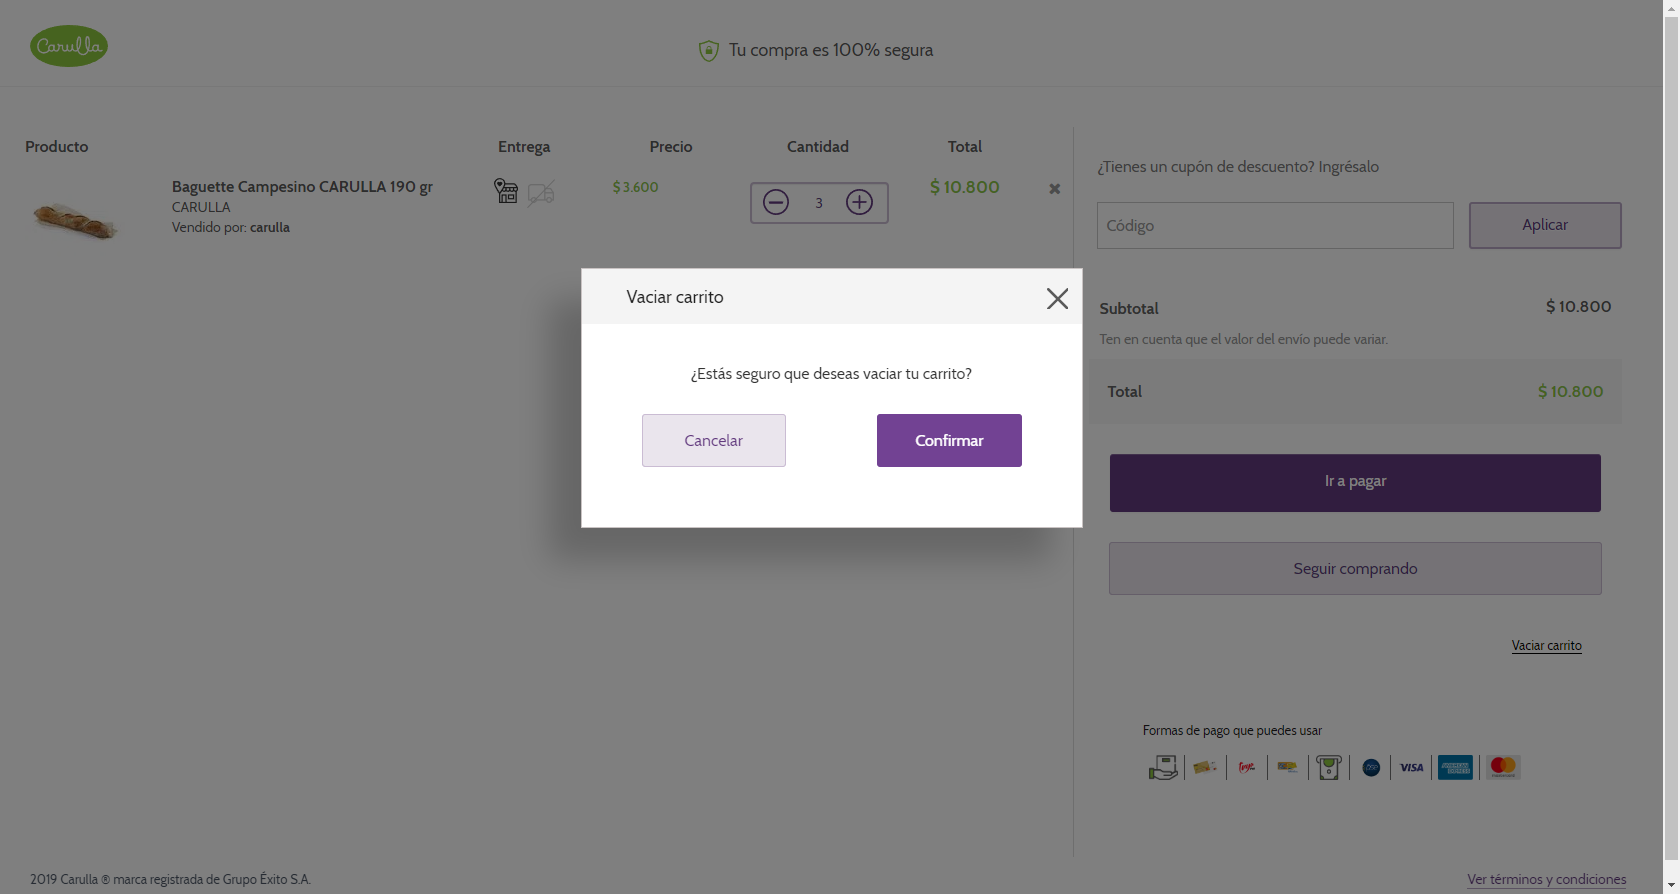 Carulla
Tu compra es 100% segura
Producto Entrega Precio Cantidad Total
Baguette Campesino CARULLA 190 gr
CARULLA
Vendido por: carulla
$ 3.600
3
$ 10.800
¿Tienes un cupón de descuento? Ingrésalo
Código
Aplicar
Subtotal $ 10.800
Ten en cuenta que el valor del envío puede variar.
Total $ 10.800
Ir a pagar
Seguir comprando
Vaciar carrito
Vaciar carrito
¿Estás seguro que deseas vaciar tu carrito?
Cancelar
Confirmar
Formas de pago que puedes usar
VISA
2019 Carulla ® marca registrada de Grupo Éxito S.A.
Ver términos y condiciones